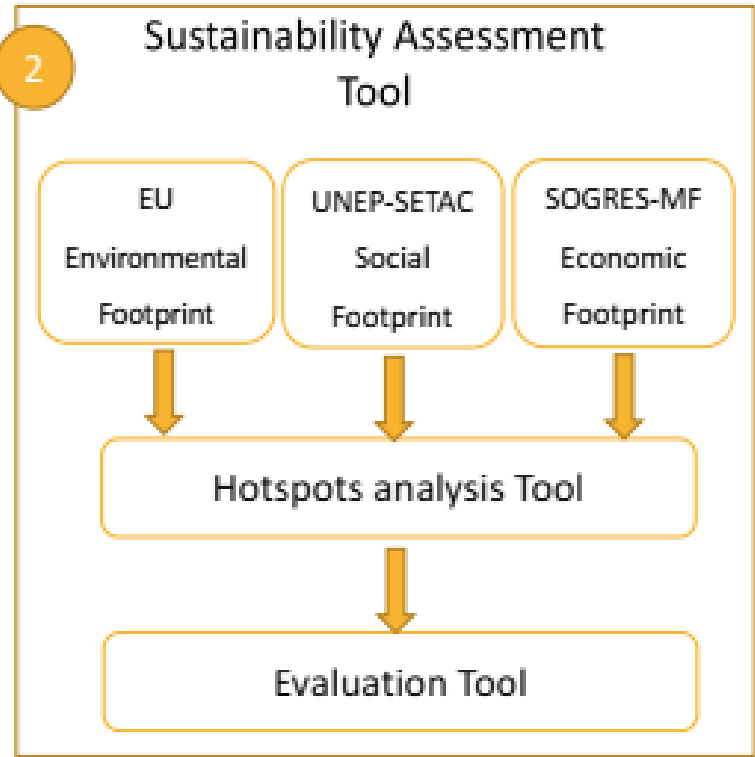 2
Sustainability Assessment
Tool
EU
Environmental
Footprint
UNEP-SETAC
Social
Footprint
SOGRES-MF
Economic
Footprint
Hotspots analysis Tool
Evaluation Tool